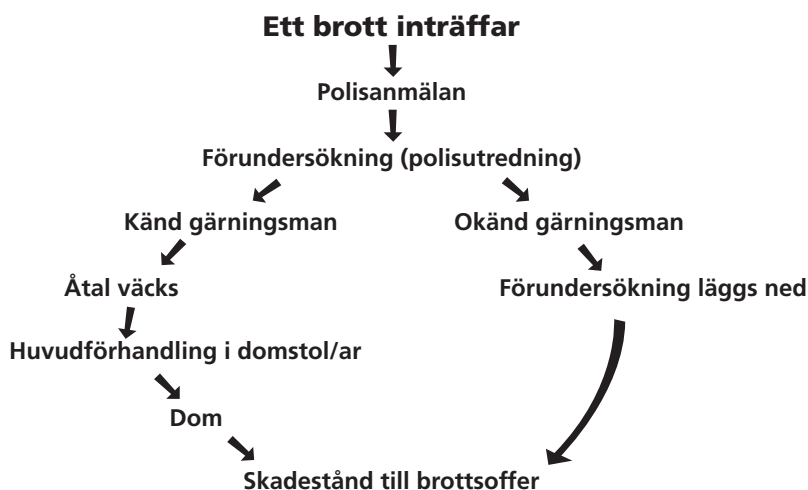 Ett brott inträffar
Polisanmälan
Förundersökning (polisutredning)
Känd gärningsman
Okänd gärningsman
Åtal väcks
Förundersökning läggs ned
Huvudförhandling i domstol/ar
Dom
Skadestånd till brottsoffer